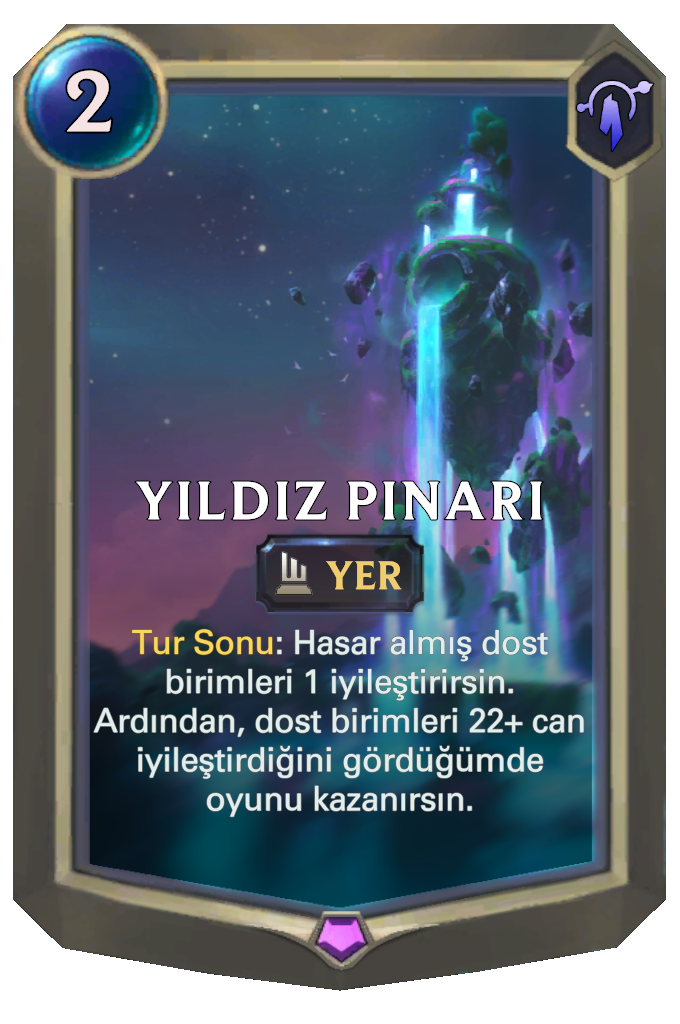 2
YILDIZ PINARI
YER
Tur Sonu: Hasar almış dost
birimleri 1 iyileştirirsin.
Ardından, dost birimleri 22+ can
iyileştirdiğini gördüğümde
oyunu kazanırsın.